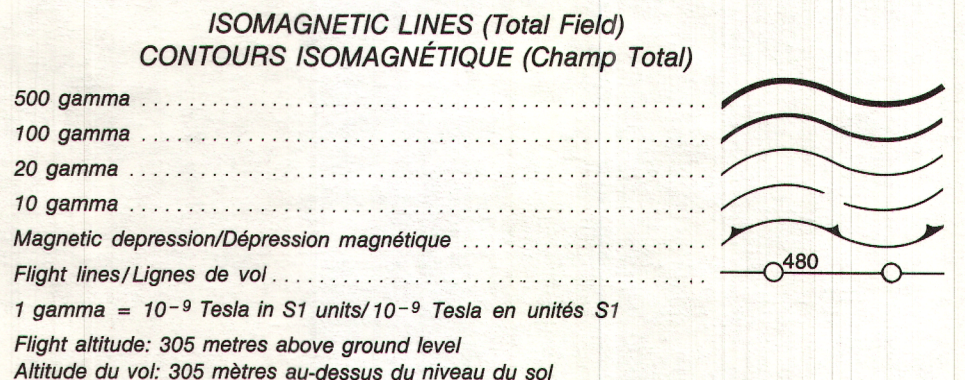 ISOMAGNETIC LINES (Total Field)
CONTOURS ISOMAGNÉTIQUE (Champ Total)
500 gamma
100 gamma
20 gamma
10 gamma
Magnetic depression/Dépression magnétique
Flight lines/Lignes de vol
480
1 gamma = 10⁻⁹ Tesla in S1 units/10⁻⁹ Tesla en unités S1
Flight altitude: 305 metres above ground level
Altitude du vol: 305 mètres au-dessus du niveau du sol